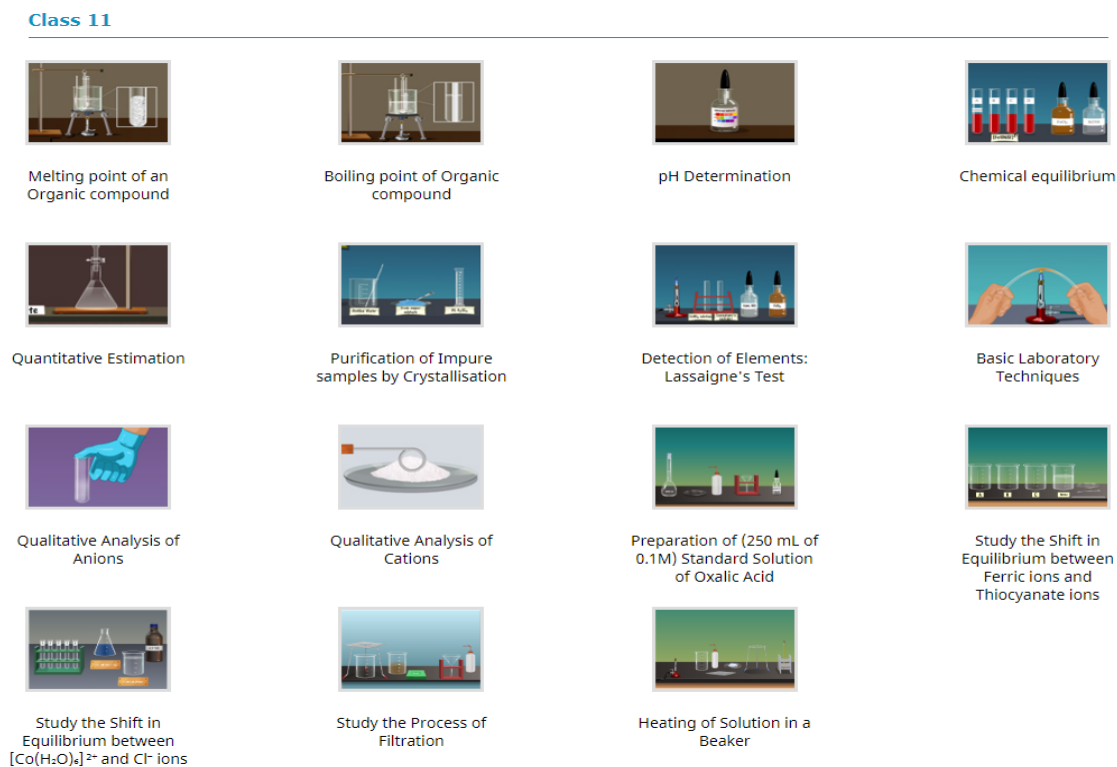 Class 11
Melting point of an
Organic compound
Boiling point of Organic
compound
pH Determination
Chemical equilibrium
Quantitative Estimation
Purification of Impure
samples by Crystallisation
Detection of Elements:
Lassaigne's Test
Basic Laboratory
Techniques
Qualitative Analysis of
Anions
Qualitative Analysis of
Cations
Preparation of (250 mL of
0.1M) Standard Solution
of Oxalic Acid
Study the Shift in
Equilibrium between
Ferric ions and
Thiocyanate ions
Study the Shift in
Equilibrium between
[Co(H₂O)₆]²⁺ and Cl⁻ ions
Study the Process of
Filtration
Heating of Solution in a
Beaker